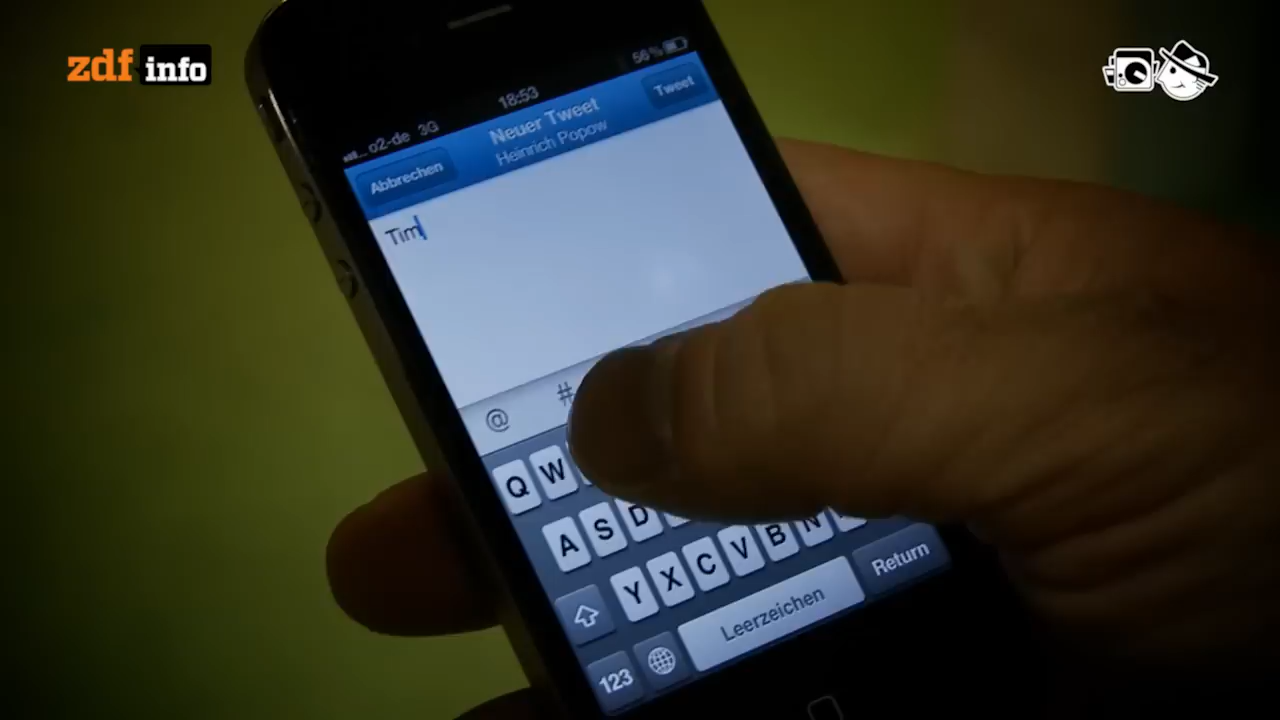 zdf info
56%
18:53
o2-de 3G
Neuer Tweet
Tweet
Heinrich Popow
Abbrechen
Tim
@ #
Q W
A S D
Y X C V B N
Return
Leerzeichen
123